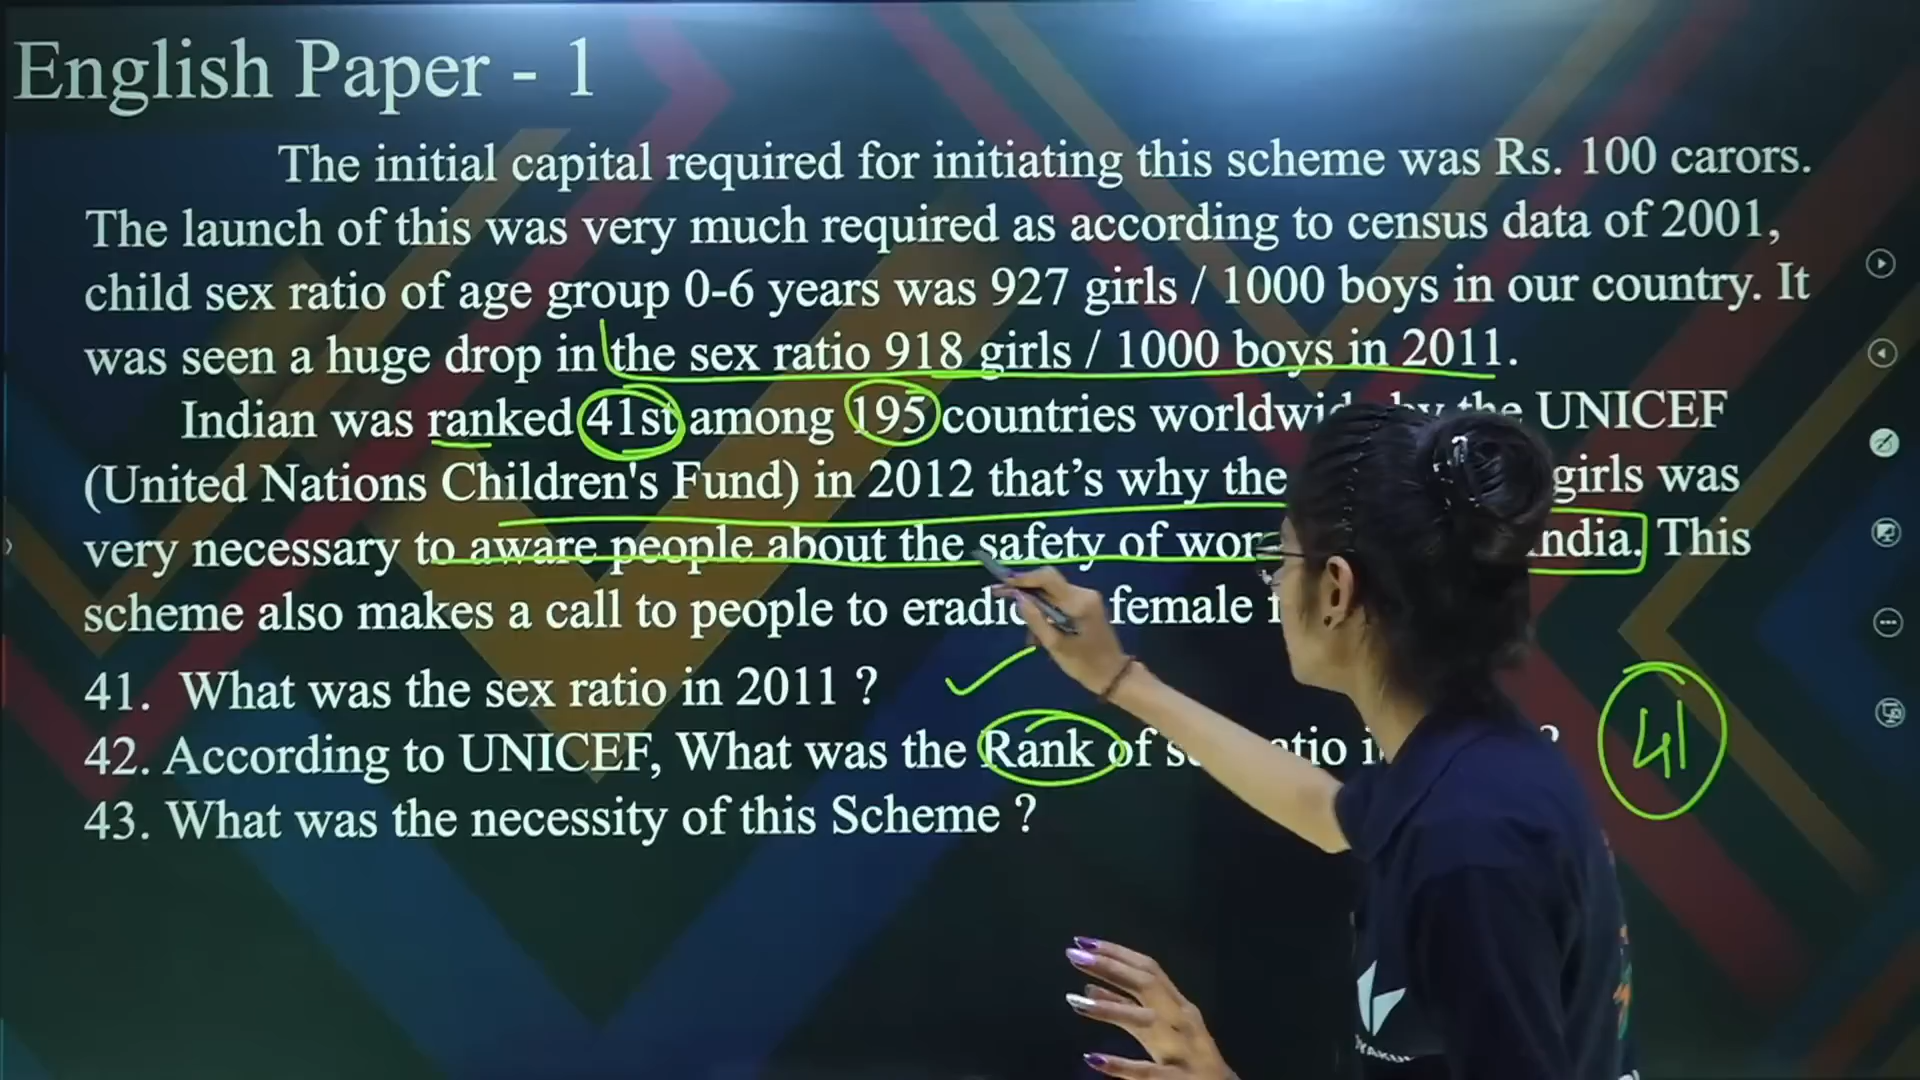 English Paper - 1
The initial capital required for initiating this scheme was Rs. 100 carors.
The launch of this was very much required as according to census data of 2001,
child sex ratio of age group 0-6 years was 927 girls / 1000 boys in our country. It
was seen a huge drop in the sex ratio 918 girls / 1000 boys in 2011.
Indian was ranked 41st among 195 countries by the UNICEF
(United Nations Children's Fund) in 2012 that's why the girls was
very necessary to aware people about the safety of India. This
scheme also makes a call to people to female
41. What was the sex ratio in 2011 ?
42. According to UNICEF, What was the Rank of ?
41
43. What was the necessity of this Scheme ?